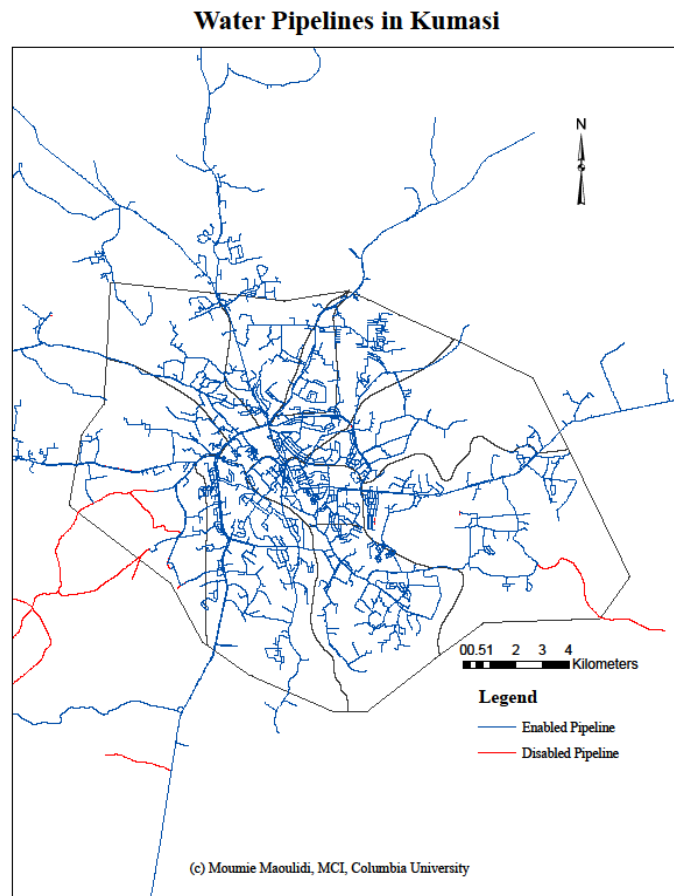 Water Pipelines in Kumasi
N
00.51 2 3 4
Kilometers
Legend
Enabled Pipeline
Disabled Pipeline
(c) Moumie Maoulidi, MCI, Columbia University